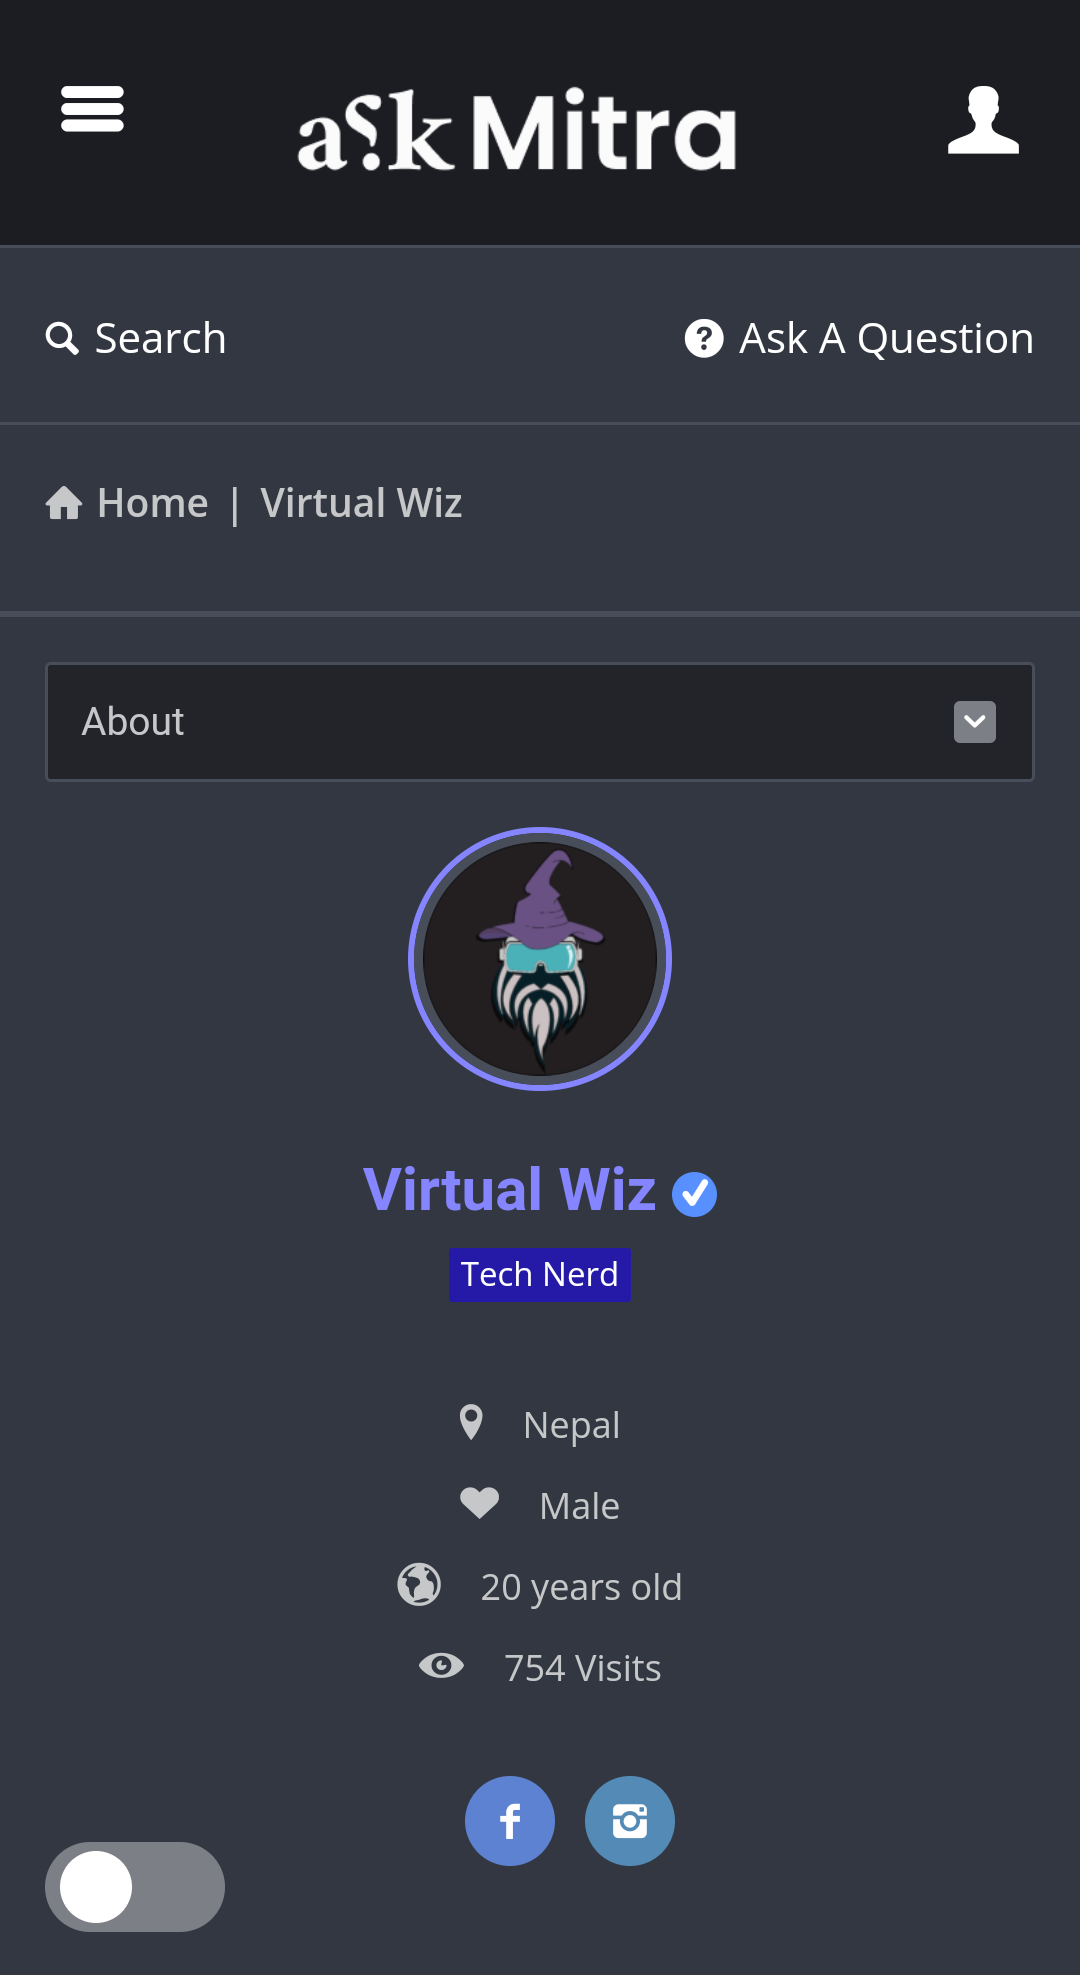 ask Mitra
Search
Ask A Question
Home | Virtual Wiz
About
Virtual Wiz
Tech Nerd
Nepal
Male
20 years old
754 Visits